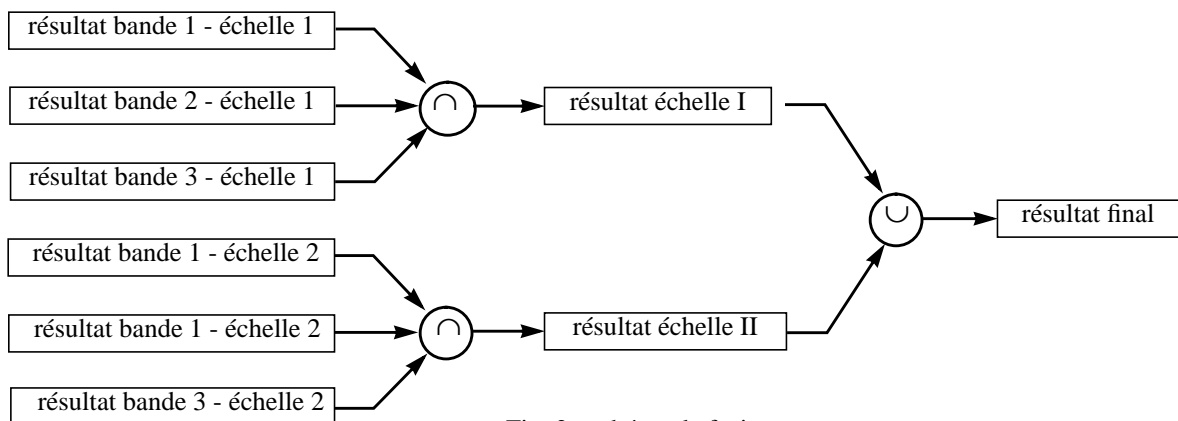 résultat bande 1 - échelle 1
résultat bande 2 - échelle 1
résultat bande 3 - échelle 1
∩
résultat échelle I
résultat bande 1 - échelle 2
résultat bande 1 - échelle 2
résultat bande 3 - échelle 2
∩
résultat échelle II
∪
résultat final